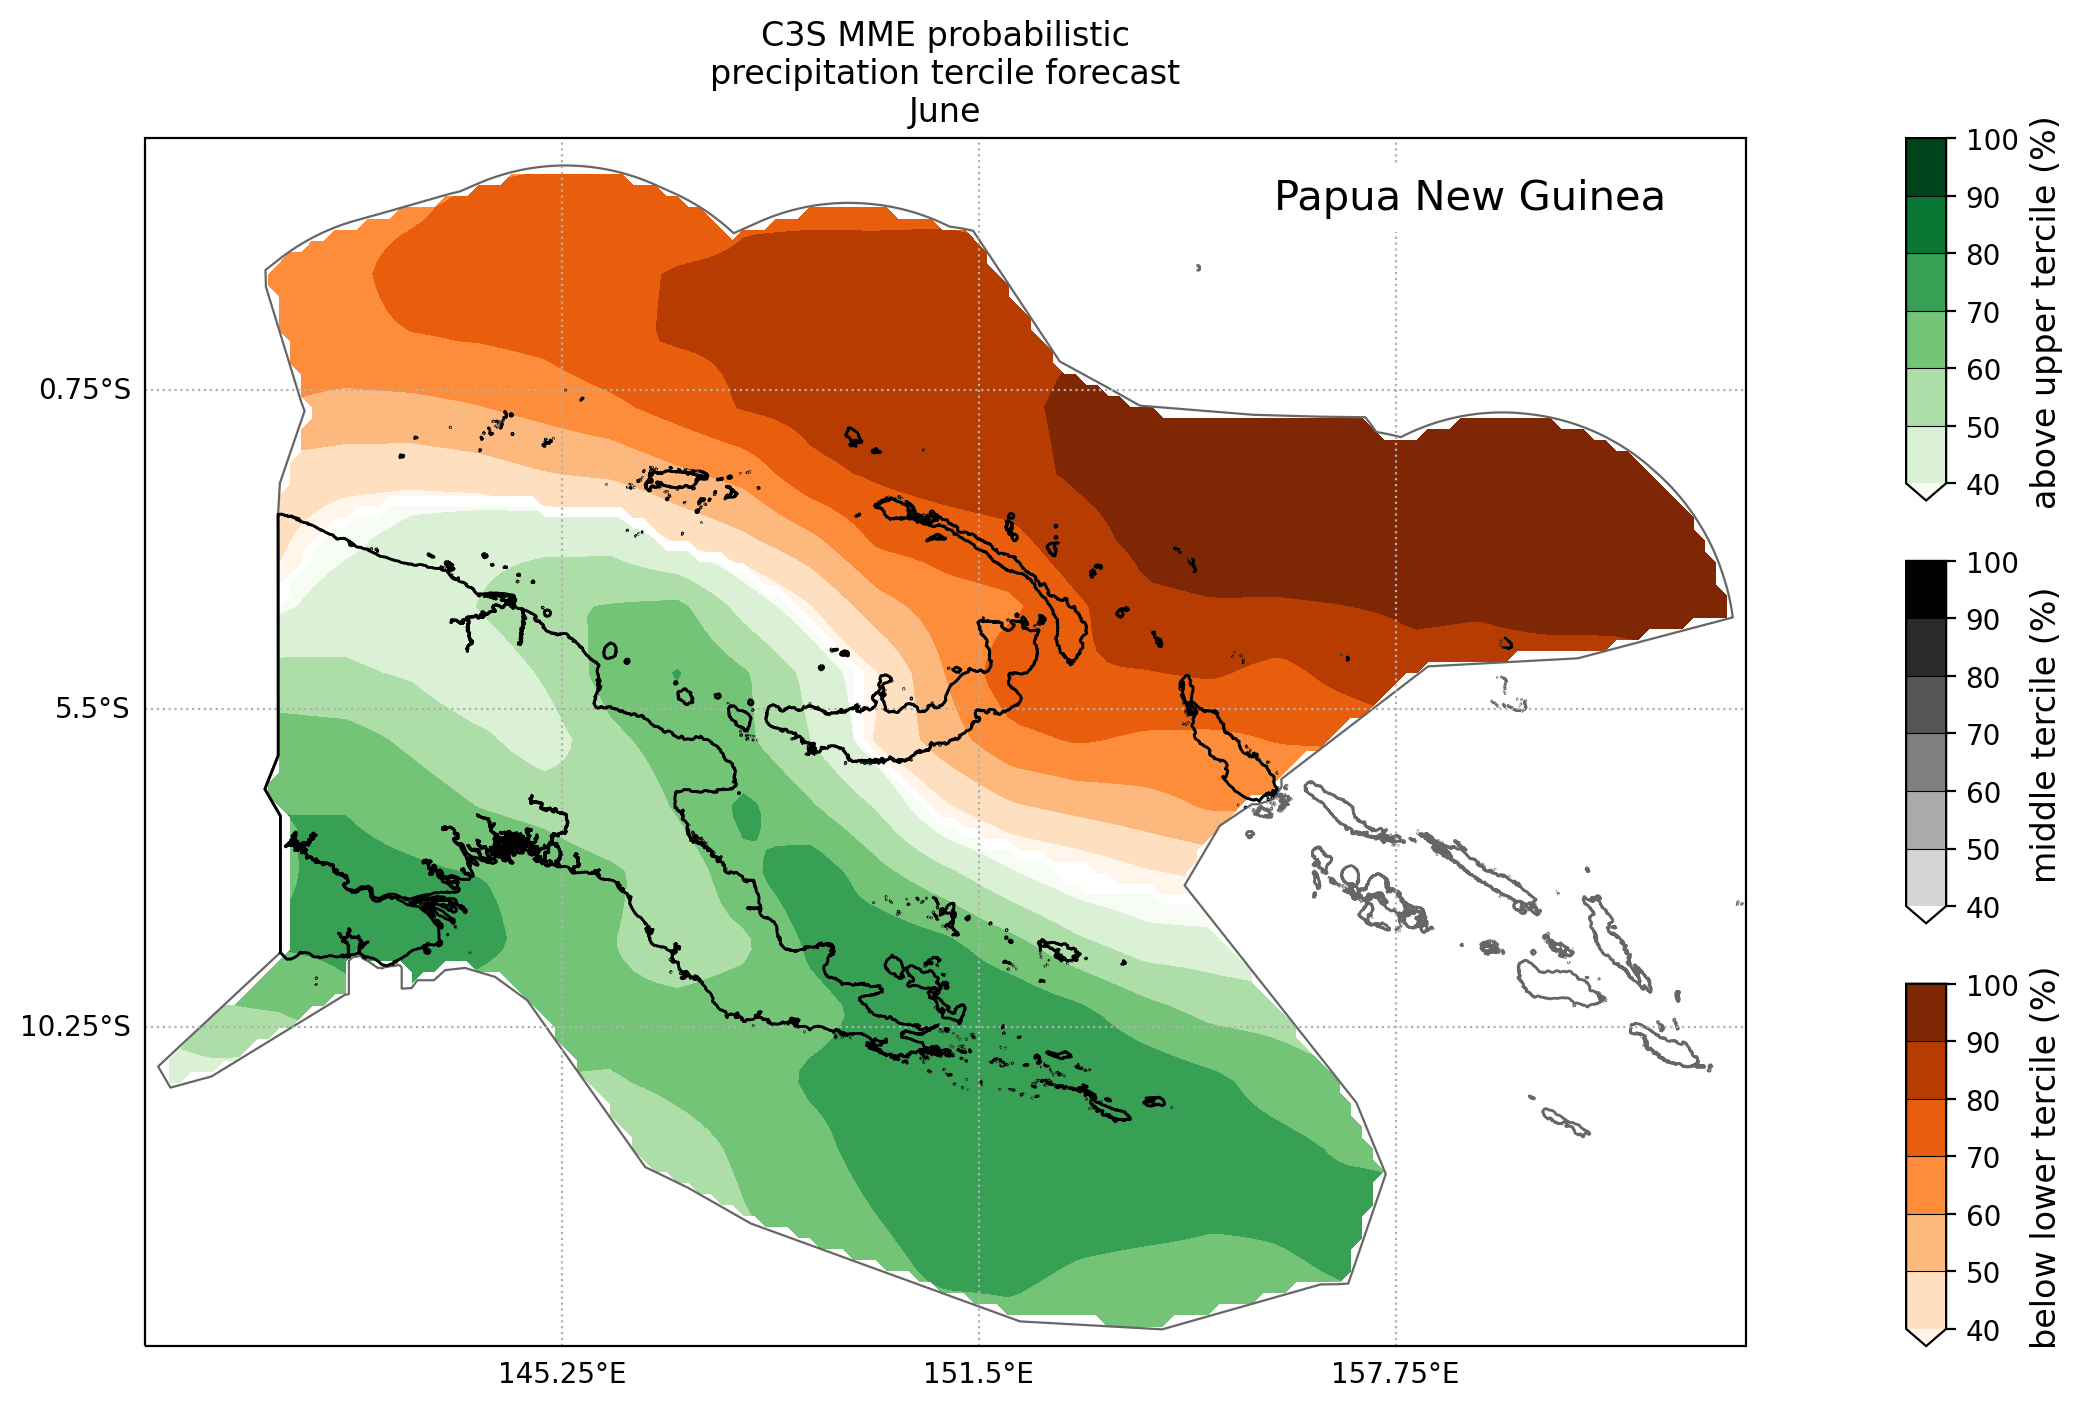 C3S MME probabilistic
precipitation tercile forecast
June
Papua New Guinea
0.75°S
5.5°S
10.25°S
145.25°E
151.5°E
157.75°E
100
90
80
70
60
50
40
above upper tercile (%)
100
90
80
70
60
50
40
middle tercile (%)
100
90
80
70
60
50
40
below lower tercile (%)